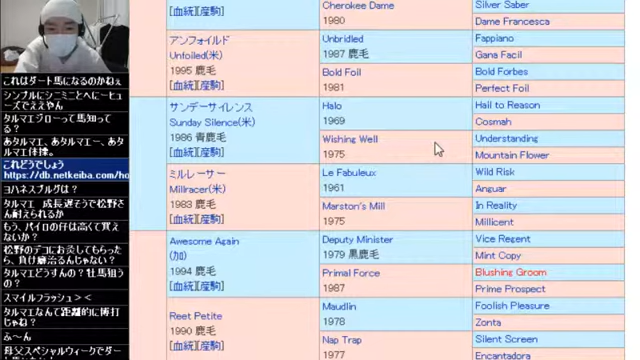 これはダート馬になるのかねぇ
シンプルにシニミニとヘにーヒューズでええやん
タルマエジローって馬知ってる？
あタルマエ、あタルマエー、あタルマエ体操。
これどうでしょう
https://db.netkeiba.com/ho
ヨハネスブルグは？
タルマエ　成長遅そうで松野さん耐えられるか
もう、パイロの仔は高くて買えないか？
松野のデコにお灸してもらったら、負け癖治るんじゃない？
タルマエどうすんの？牡馬狙うの？
スマイルフラッシュ＞＜
タルマエなんて距離的に博打じゃね？
ふ～ん
母父スペシャルウィークでダー
[血統][産駒]
Cherokee Dame
1980
Silver Saber
Dame Francesca
アンフォイルド
Unfoiled(米)
1995 鹿毛
[血統][産駒]
Unbridled
1987 鹿毛
Fappiano
Gana Facil
Bold Foil
1981
Bold Forbes
Perfect Foil
サンデーサイレンス
Sunday Silence(米)
1986 青鹿毛
[血統][産駒]
Halo
1969
Hail to Reason
Cosmah
Wishing Well
1975
Understanding
Mountain Flower
ミルレーサー
Millracer(米)
1983 鹿毛
[血統][産駒]
Le Fabuleux
1961
Wild Risk
Anguar
Marston's Mill
1975
In Reality
Millicent
Awesome Again
(加)
1994 鹿毛
[血統][産駒]
Deputy Minister
1979 黒鹿毛
Vice Regent
Mint Copy
Primal Force
1987
Blushing Groom
Prime Prospect
Reet Petite
1990 鹿毛
[血統][産駒]
Maudlin
1978
Foolish Pleasure
Zonta
Nap Trap
1977
Silent Screen
Encantadora